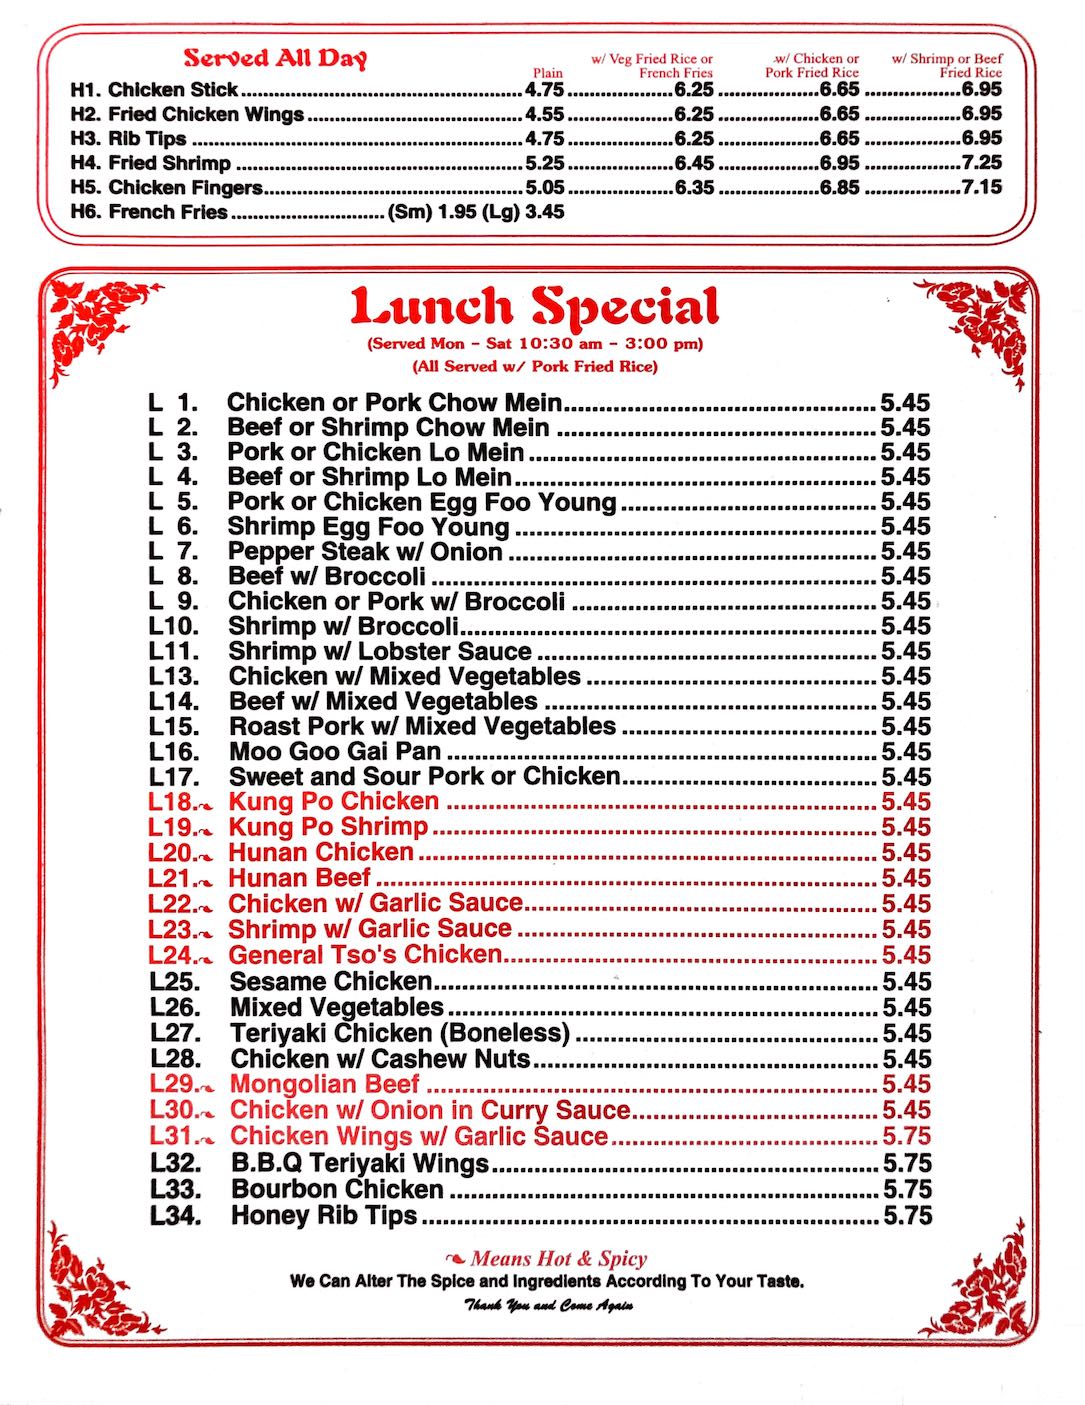 Served All Day
Plain w/ Veg Fried Rice or French Fries w/ Chicken or Pork Fried Rice w/ Shrimp or Beef Fried Rice
H1. Chicken Stick 4.75 6.25 6.65 6.95
H2. Fried Chicken Wings 4.55 6.25 6.65 6.95
H3. Rib Tips 4.75 6.25 6.65 6.95
H4. Fried Shrimp 5.25 6.45 6.95 7.25
H5. Chicken Fingers 5.05 6.35 6.85 7.15
H6. French Fries (Sm) 1.95 (Lg) 3.45
Lunch Special
(Served Mon - Sat 10:30 am - 3:00 pm)
(All Served w/ Pork Fried Rice)
L 1. Chicken or Pork Chow Mein 5.45
L 2. Beef or Shrimp Chow Mein 5.45
L 3. Pork or Chicken Lo Mein 5.45
L 4. Beef or Shrimp Lo Mein 5.45
L 5. Pork or Chicken Egg Foo Young 5.45
L 6. Shrimp Egg Foo Young 5.45
L 7. Pepper Steak w/ Onion 5.45
L 8. Beef w/ Broccoli 5.45
L 9. Chicken or Pork w/ Broccoli 5.45
L10. Shrimp w/ Broccoli 5.45
L11. Shrimp w/ Lobster Sauce 5.45
L13. Chicken w/ Mixed Vegetables 5.45
L14. Beef w/ Mixed Vegetables 5.45
L15. Roast Pork w/ Mixed Vegetables 5.45
L16. Moo Goo Gai Pan 5.45
L17. Sweet and Sour Pork or Chicken 5.45
L18. Kung Po Chicken 5.45
L19. Kung Po Shrimp 5.45
L20. Hunan Chicken 5.45
L21. Hunan Beef 5.45
L22. Chicken w/ Garlic Sauce 5.45
L23. Shrimp w/ Garlic Sauce 5.45
L24. General Tso's Chicken 5.45
L25. Sesame Chicken 5.45
L26. Mixed Vegetables 5.45
L27. Teriyaki Chicken (Boneless) 5.45
L28. Chicken w/ Cashew Nuts 5.45
L29. Mongolian Beef 5.45
L30. Chicken w/ Onion in Curry Sauce 5.45
L31. Chicken Wings w/ Garlic Sauce 5.75
L32. B.B.Q Teriyaki Wings 5.75
L33. Bourbon Chicken 5.75
L34. Honey Rib Tips 5.75
Means Hot & Spicy
We Can Alter The Spice and Ingredients According To Your Taste.
Thank You and Come Again